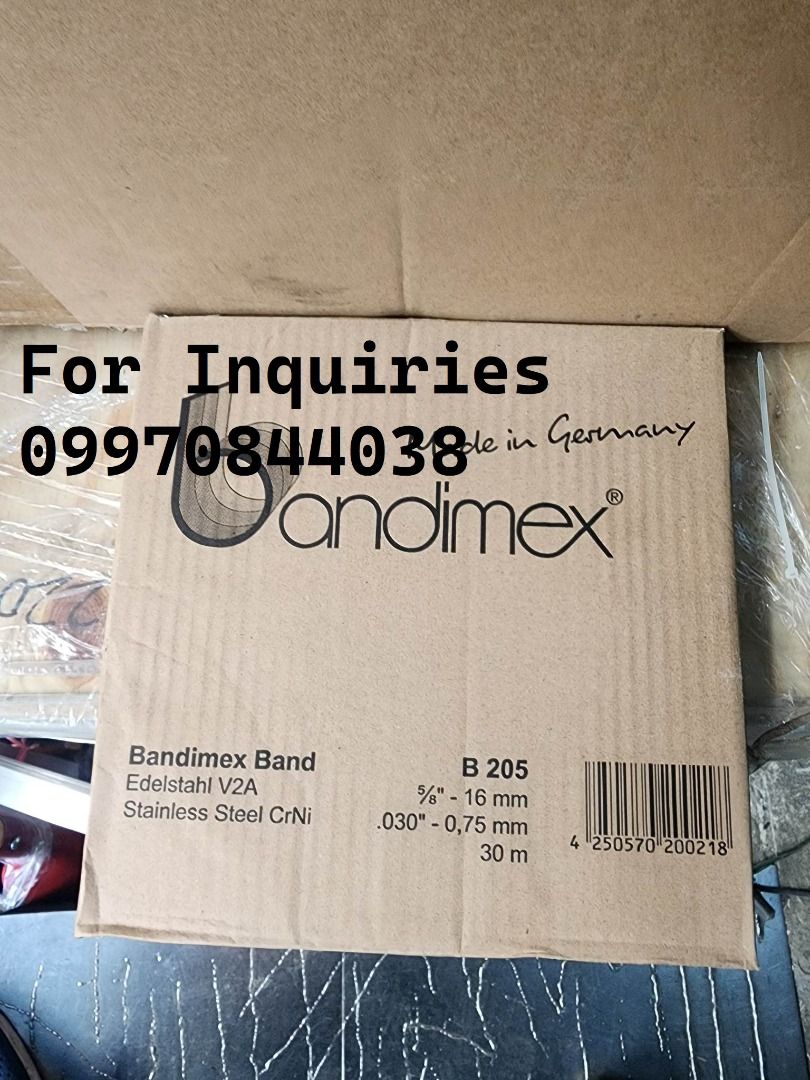 For Inquiries
09970844038
Made in Germany
bandimex®
Bandimex Band
Edelstahl V2A
Stainless Steel CrNi
B 205
⅝" - 16 mm
.030" - 0,75 mm
30 m
4 250570 200218